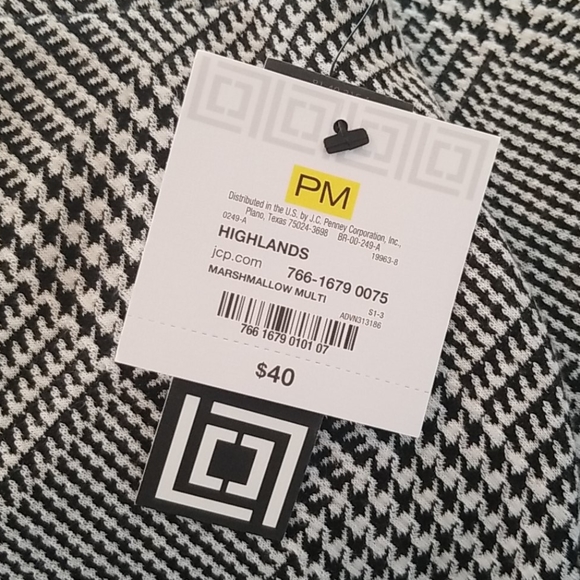 PM
Distributed in the U.S. by J.C. Penney Corporation, Inc.,
Plano, Texas 75024-3698 BR-00-249-A
0249-A 19963-8
HIGHLANDS
jcp.com 766-1679 0075
MARSHMALLOW MULTI S1-3
ADVN313186
766 1679 0101 07
$40